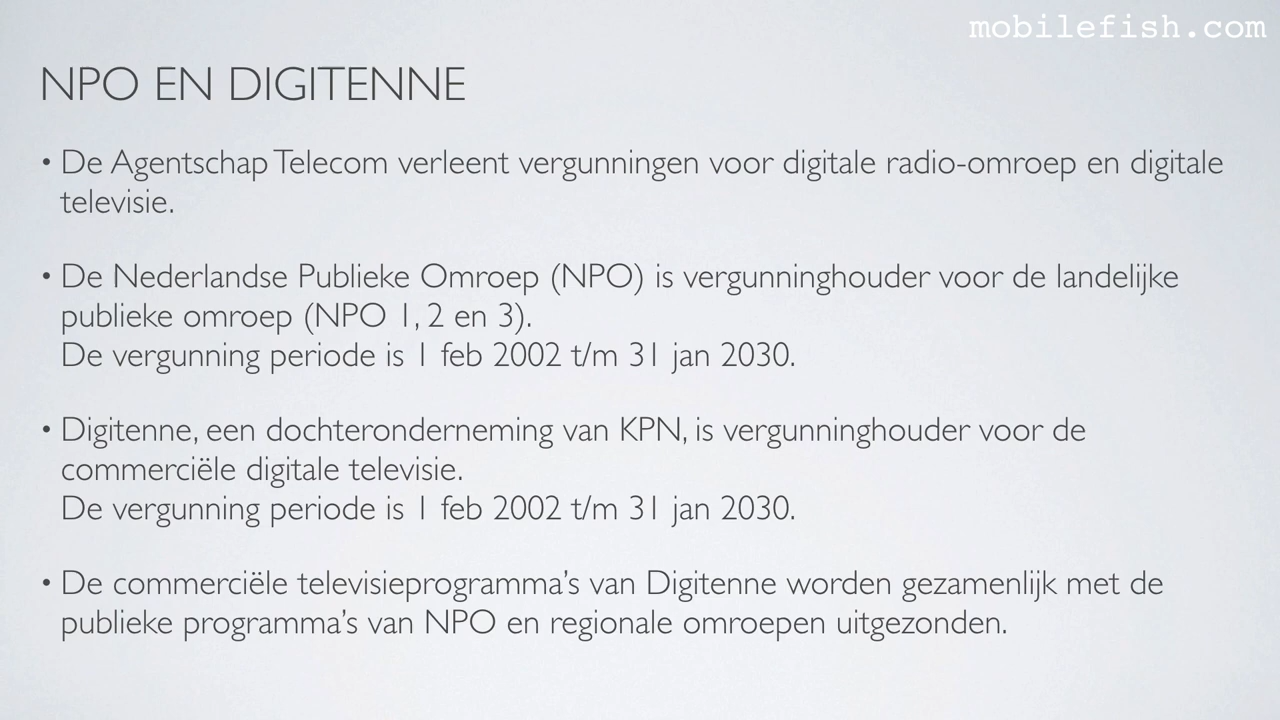 mobilefish.com
NPO EN DIGITENNE
• De Agentschap Telecom verleent vergunningen voor digitale radio-omroep en digitale
televisie.
• De Nederlandse Publieke Omroep (NPO) is vergunninghouder voor de landelijke
publieke omroep (NPO 1, 2 en 3).
De vergunning periode is 1 feb 2002 t/m 31 jan 2030.
• Digitenne, een dochteronderneming van KPN, is vergunninghouder voor de
commerciële digitale televisie.
De vergunning periode is 1 feb 2002 t/m 31 jan 2030.
• De commerciële televisieprogramma’s van Digitenne worden gezamenlijk met de
publieke programma’s van NPO en regionale omroepen uitgezonden.